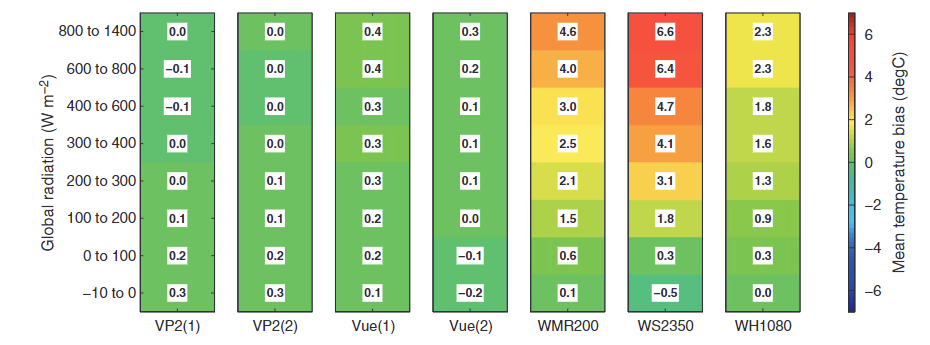 800 to 1400 0.0 0.0 0.4 0.3 4.6 6.6 2.3
600 to 800 −0.1 0.0 0.4 0.2 4.0 6.4 2.3
400 to 600 −0.1 0.0 0.3 0.1 3.0 4.7 1.8
300 to 400 0.0 0.0 0.3 0.1 2.5 4.1 1.6
200 to 300 0.0 0.1 0.3 0.1 2.1 3.1 1.3
100 to 200 0.1 0.1 0.2 0.0 1.5 1.8 0.9
0 to 100 0.2 0.2 0.2 −0.1 0.6 0.3 0.3
−10 to 0 0.3 0.3 0.1 −0.2 0.1 −0.5 0.0
VP2(1) VP2(2) Vue(1) Vue(2) WMR200 WS2350 WH1080
Global radiation (W m⁻²)
6
4
2
0
−2
−4
−6
Mean temperature bias (degC)